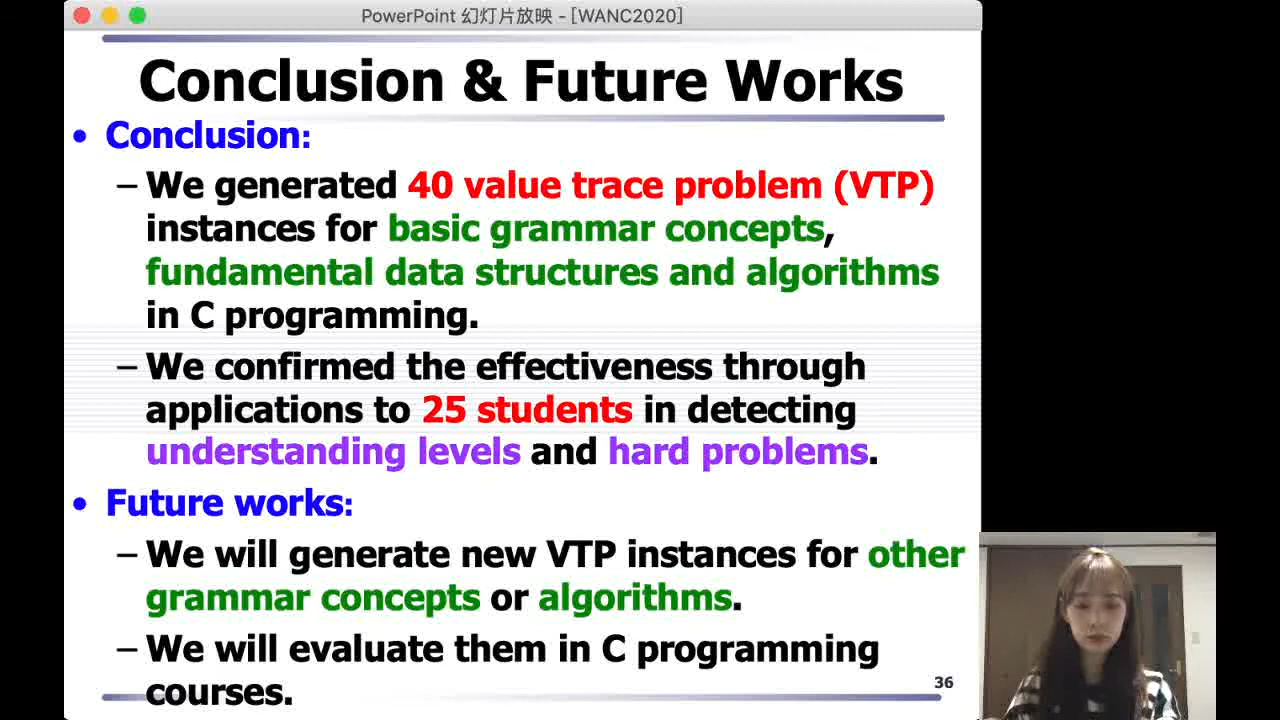 PowerPoint 幻灯片放映 - [WANC2020]
Conclusion & Future Works
• Conclusion:
– We generated 40 value trace problem (VTP)
instances for basic grammar concepts,
fundamental data structures and algorithms
in C programming.
– We confirmed the effectiveness through
applications to 25 students in detecting
understanding levels and hard problems.
• Future works:
– We will generate new VTP instances for other
grammar concepts or algorithms.
– We will evaluate them in C programming
courses.
36